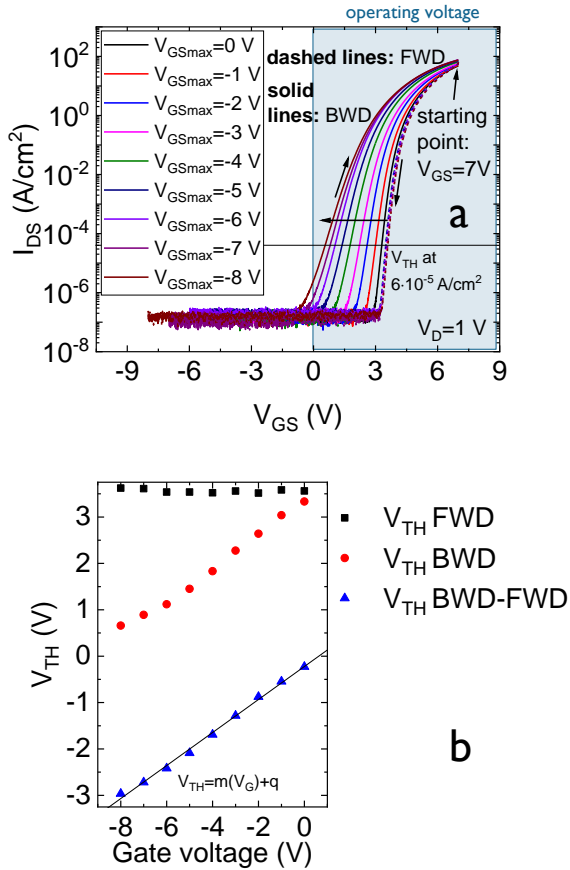 operating voltage
V_GSmax=0 V
V_GSmax=-1 V
V_GSmax=-2 V
V_GSmax=-3 V
V_GSmax=-4 V
V_GSmax=-5 V
V_GSmax=-6 V
V_GSmax=-7 V
V_GSmax=-8 V
dashed lines: FWD
solid
lines: BWD
starting
point:
V_GS=7V
a
V_TH at
6·10^-5 A/cm²
V_D=1 V
10^2
10^0
10^-2
10^-4
10^-6
10^-8
I_DS (A/cm²)
-9 -6 -3 0 3 6 9
V_GS (V)
3
2
1
0
-1
-2
-3
V_TH (V)
V_TH FWD
V_TH BWD
V_TH BWD-FWD
V_TH=m(V_G)+q
b
-8 -6 -4 -2 0
Gate voltage (V)